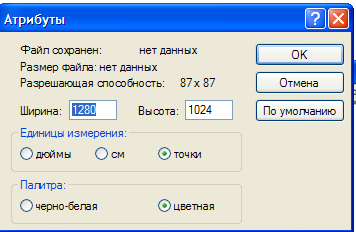 Атрибуты
Файл сохранен: нет данных
Размер файла: нет данных
Разрешающая способность: 87 x 87
OK
Отмена
По умолчанию
Ширина: 1280 Высота: 1024
Единицы измерения:
дюймы см точки
Палитра:
черно-белая цветная